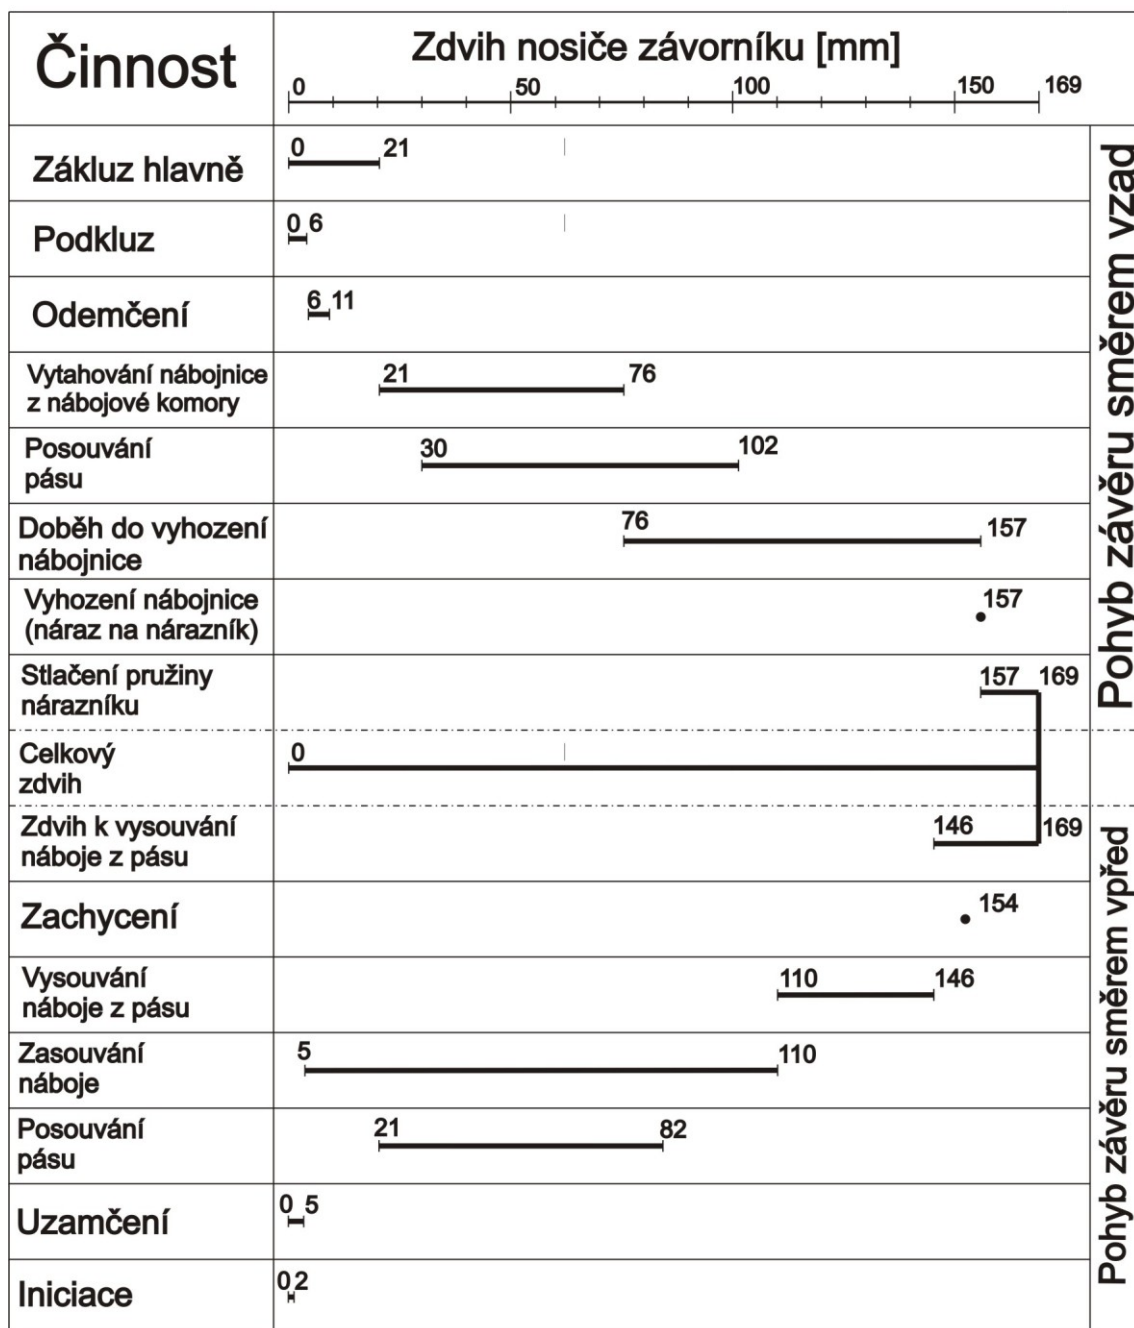 Činnost
Zdvih nosiče závorníku [mm]
0 50 100 150 169
Zákluz hlavně
0 21
Podkluz
0 6
Odemčení
6 11
Vytahování nábojnice
z nábojové komory
21 76
Posouvání
pásu
30 102
Doběh do vyhození
nábojnice
76 157
Vyhození nábojnice
(náraz na nárazník)
157
Stlačení pružiny
nárazníku
157 169
Pohyb závěru směrem vzad
Celkový
zdvih
0
Zdvih k vysouvání
náboje z pásu
146 169
Zachycení
154
Vysouvání
náboje z pásu
110 146
Zasouvání
náboje
5 110
Posouvání
pásu
21 82
Uzamčení
0 5
Iniciace
0 2
Pohyb závěru směrem vpřed